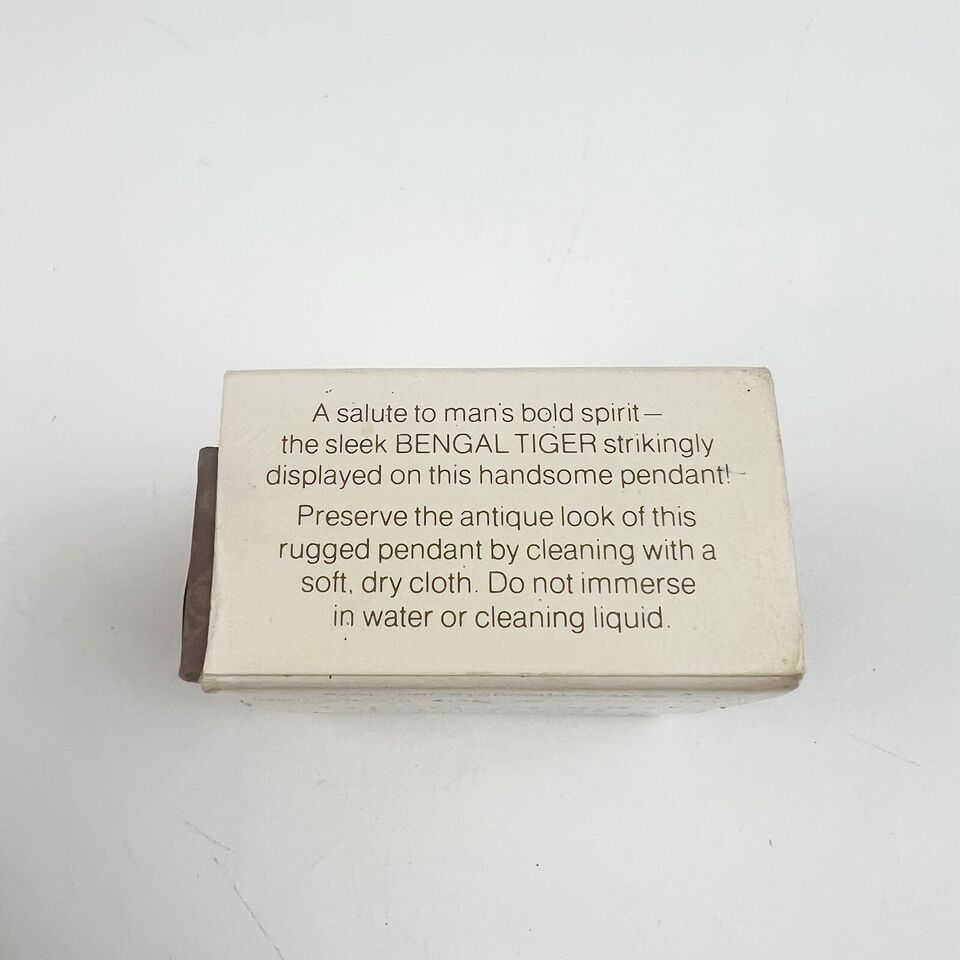 A salute to man's bold spirit—
the sleek BENGAL TIGER strikingly
displayed on this handsome pendant!
Preserve the antique look of this
rugged pendant by cleaning with a
soft, dry cloth. Do not immerse
in water or cleaning liquid.